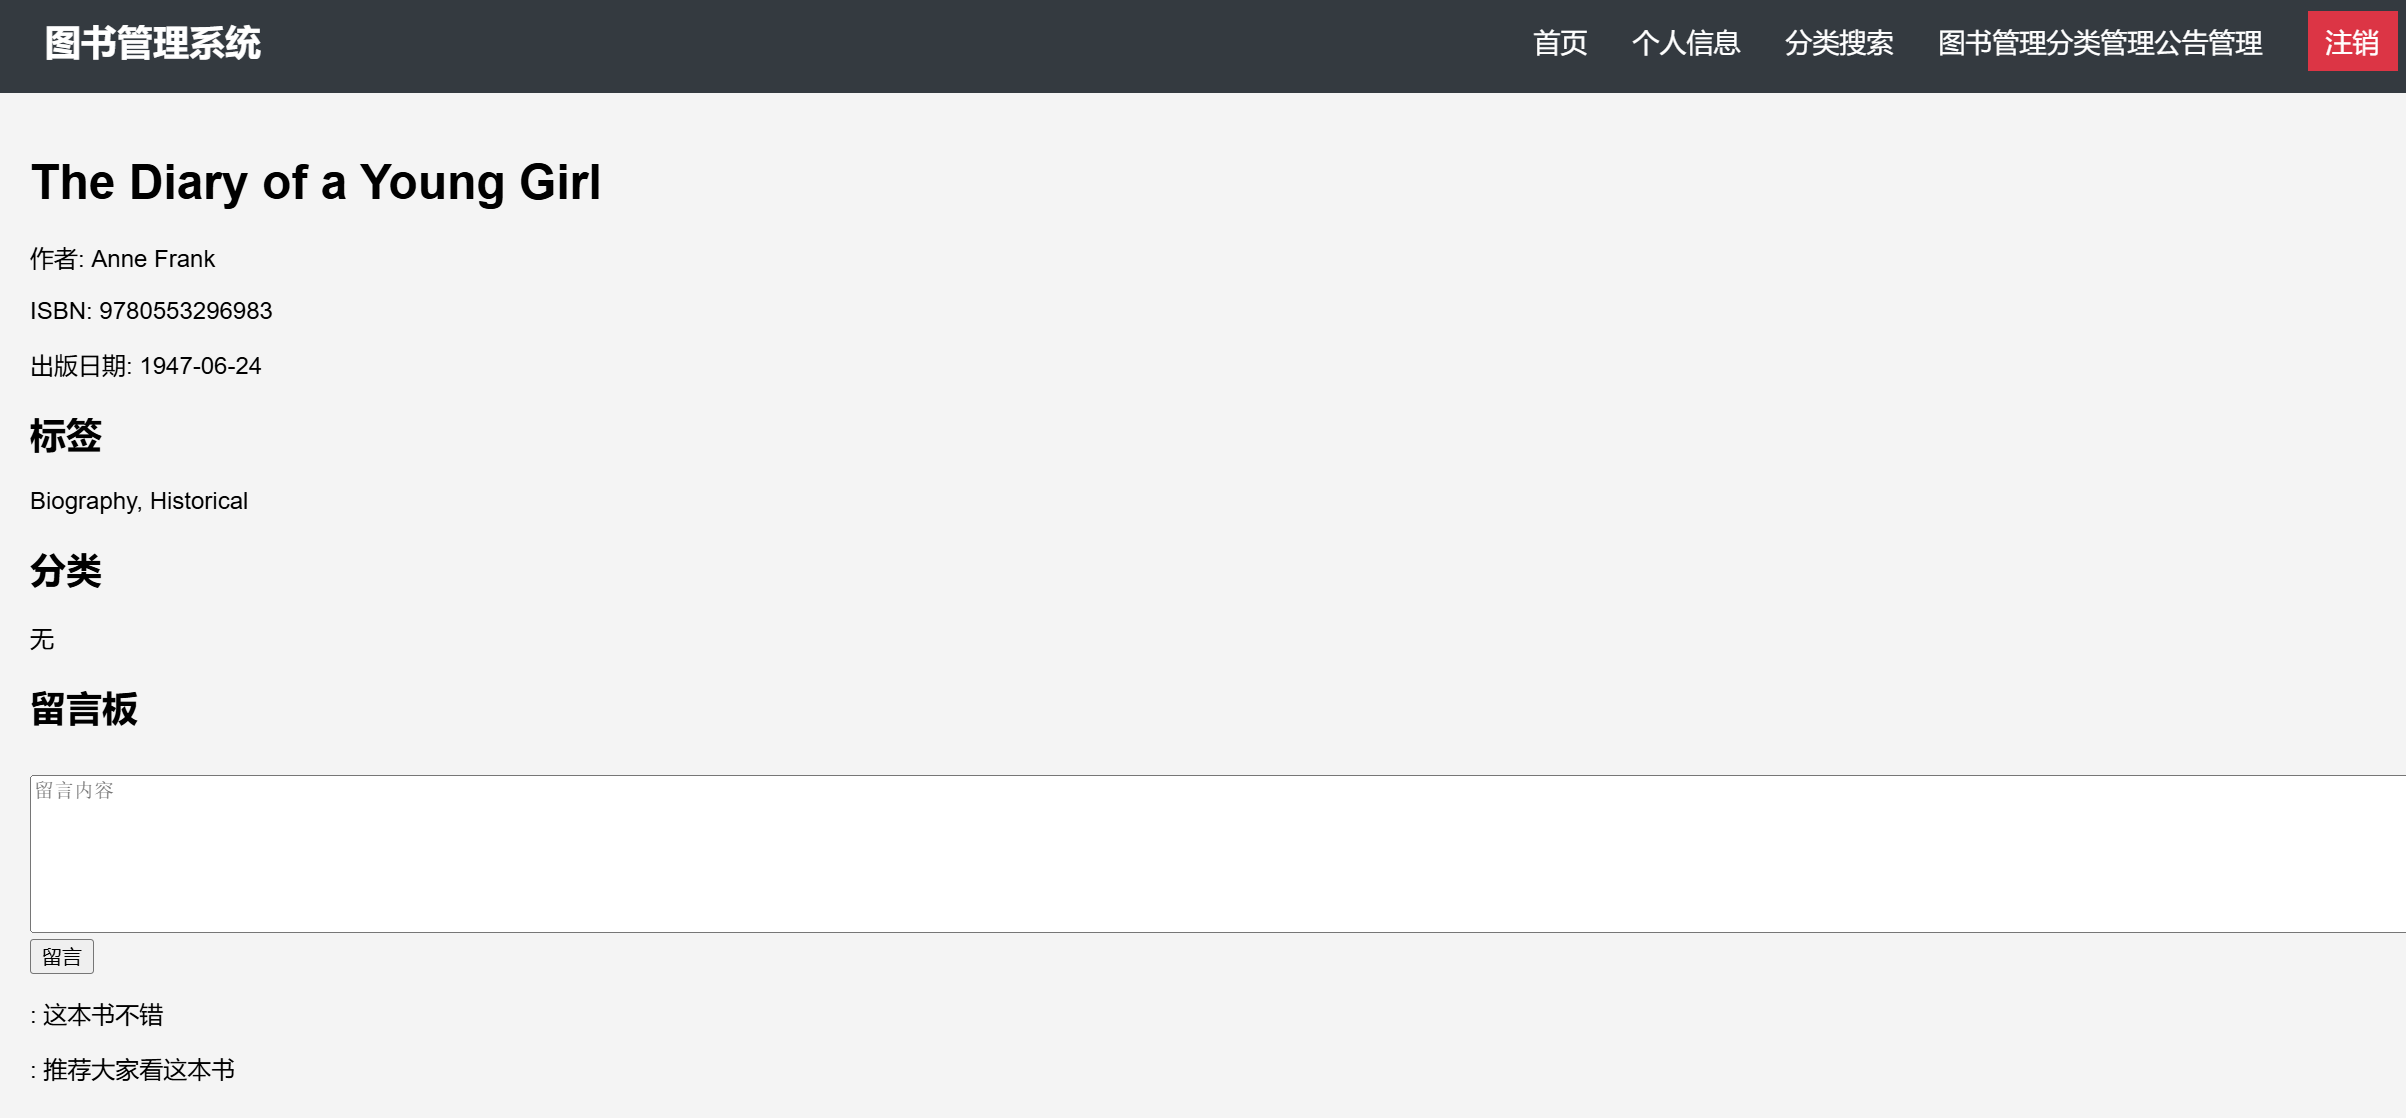 图书管理系统 首页 个人信息 分类搜索 图书管理分类管理公告管理 注销
The Diary of a Young Girl
作者: Anne Frank
ISBN: 9780553296983
出版日期: 1947-06-24
标签
Biography, Historical
分类
无
留言板
留言内容
留言
: 这本书不错
: 推荐大家看这本书